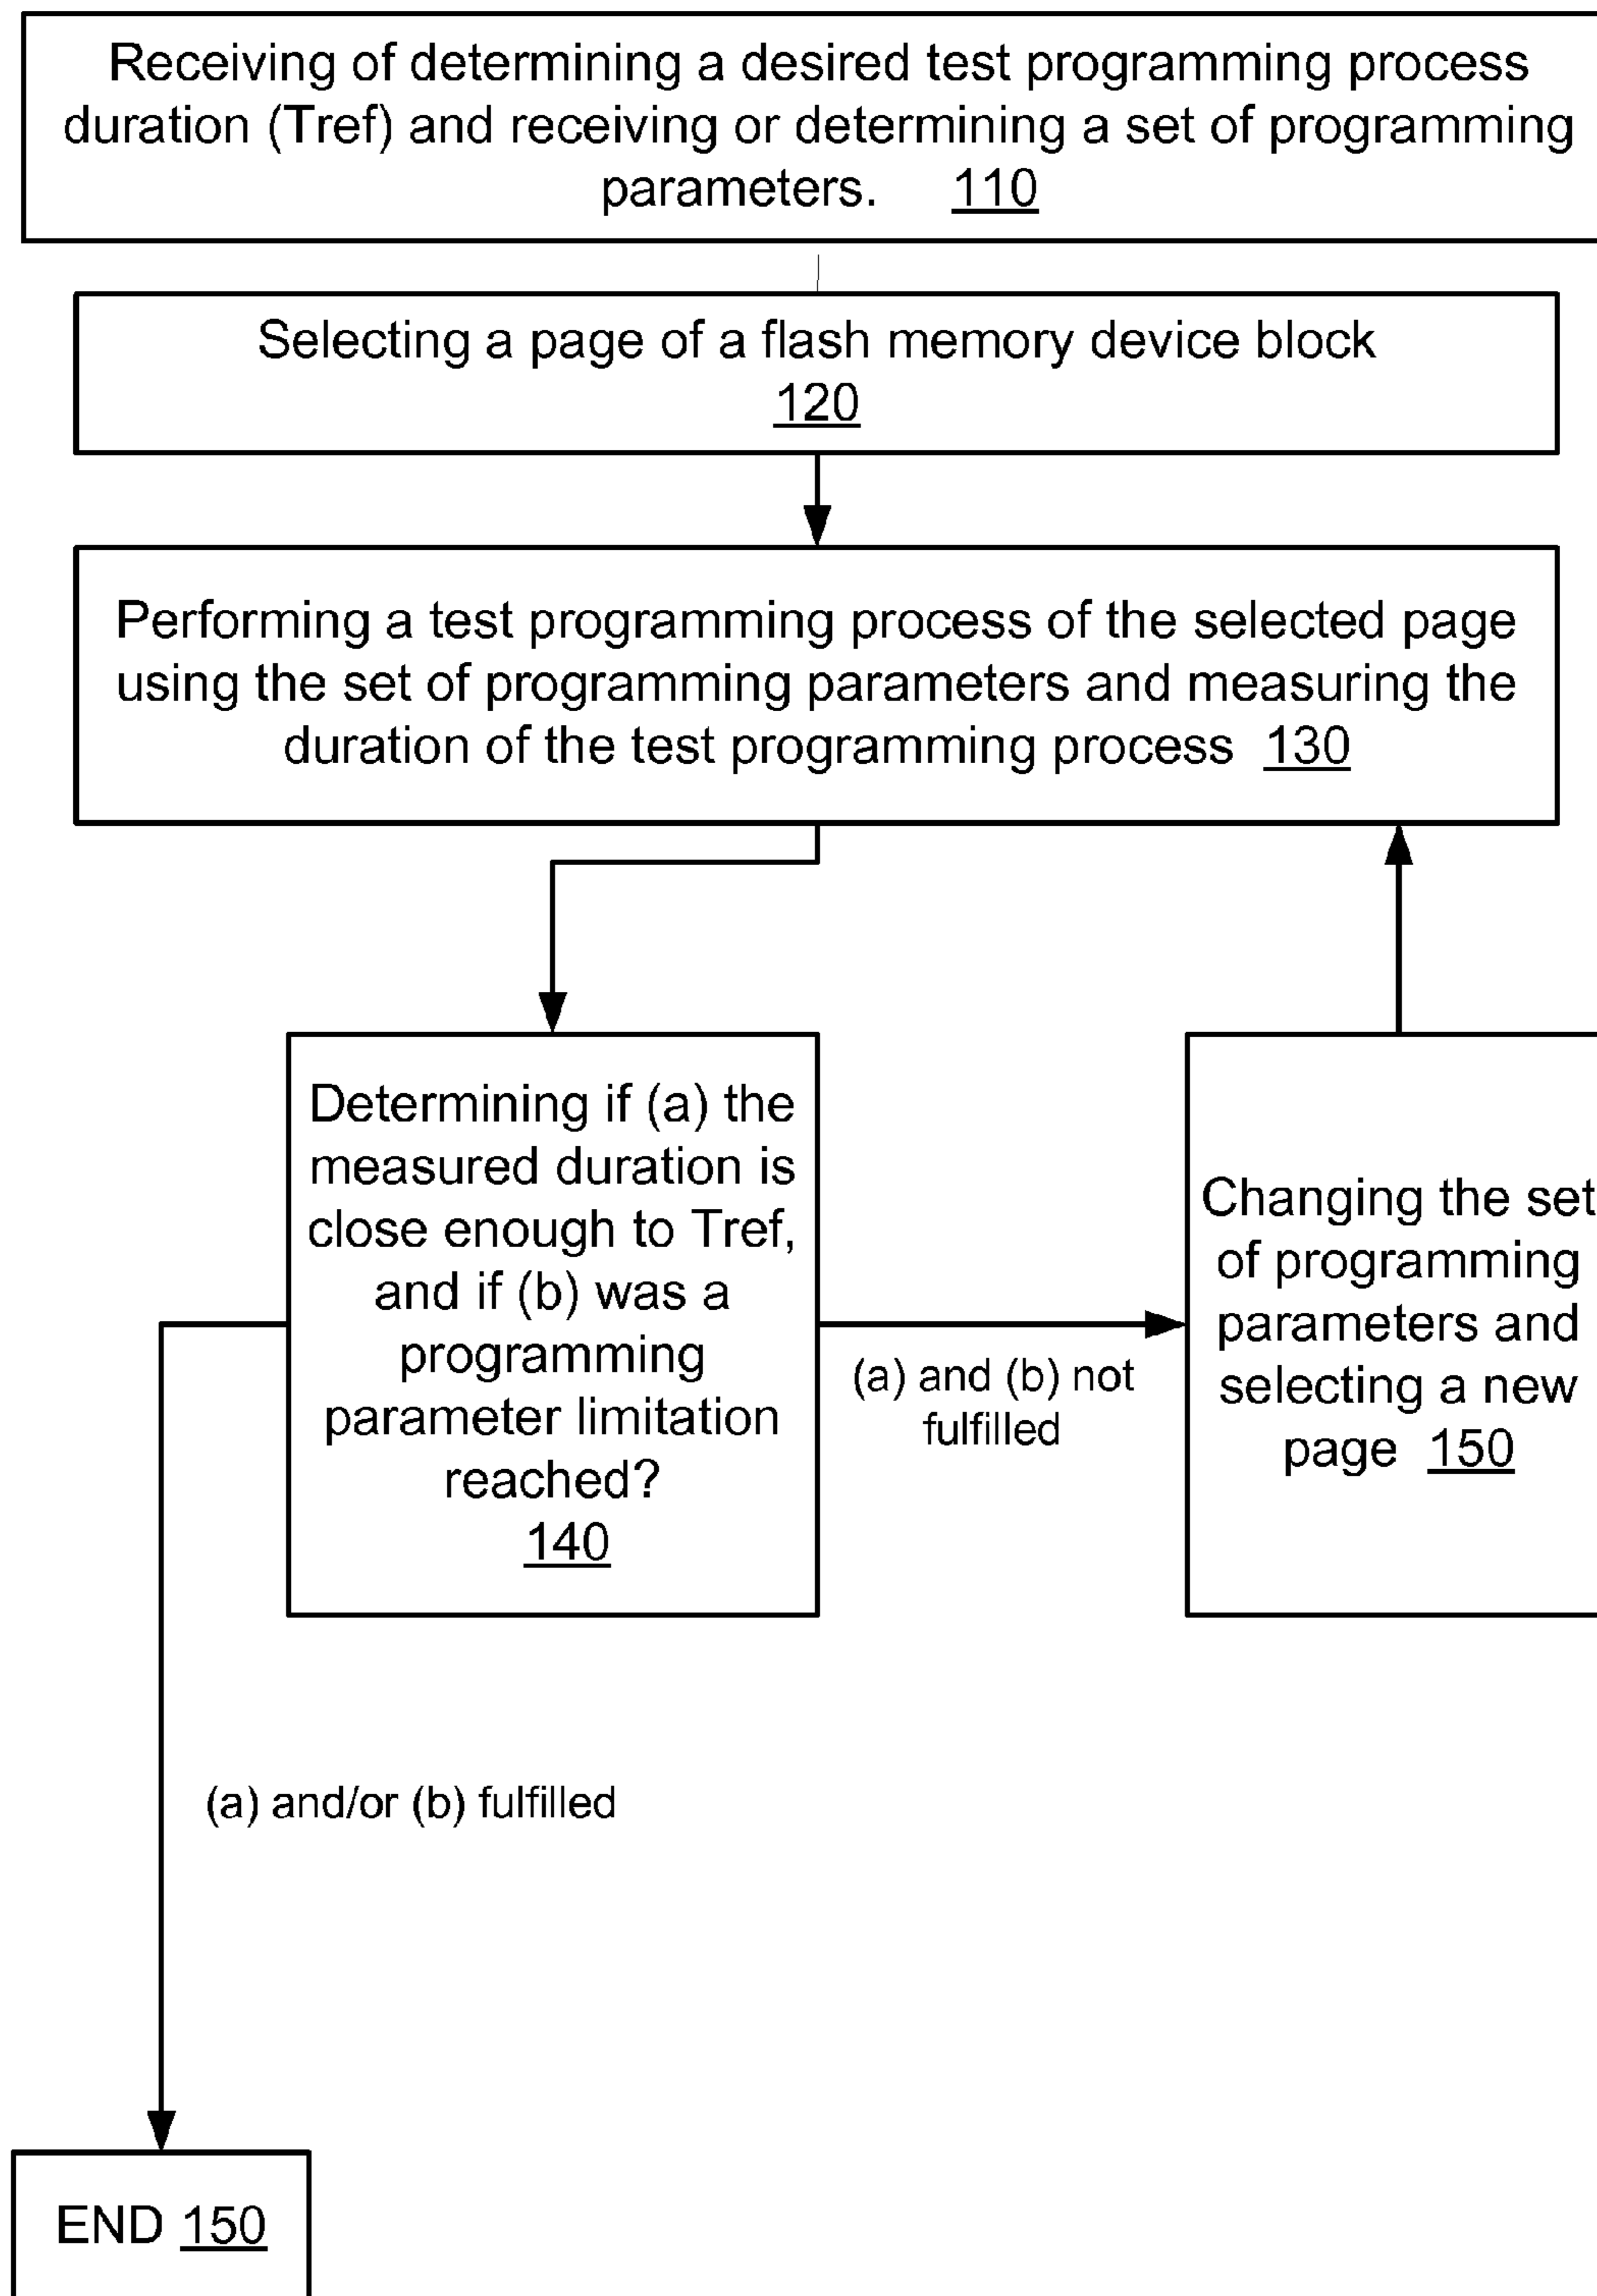 Receiving of determining a desired test programming process
duration (Tref) and receiving or determining a set of programming
parameters. 110
Selecting a page of a flash memory device block
120
Performing a test programming process of the selected page
using the set of programming parameters and measuring the
duration of the test programming process 130
Determining if (a) the
measured duration is
close enough to Tref,
and if (b) was a
programming
parameter limitation
reached?
140
(a) and (b) not
fulfilled
Changing the set
of programming
parameters and
selecting a new
page 150
(a) and/or (b) fulfilled
END 150